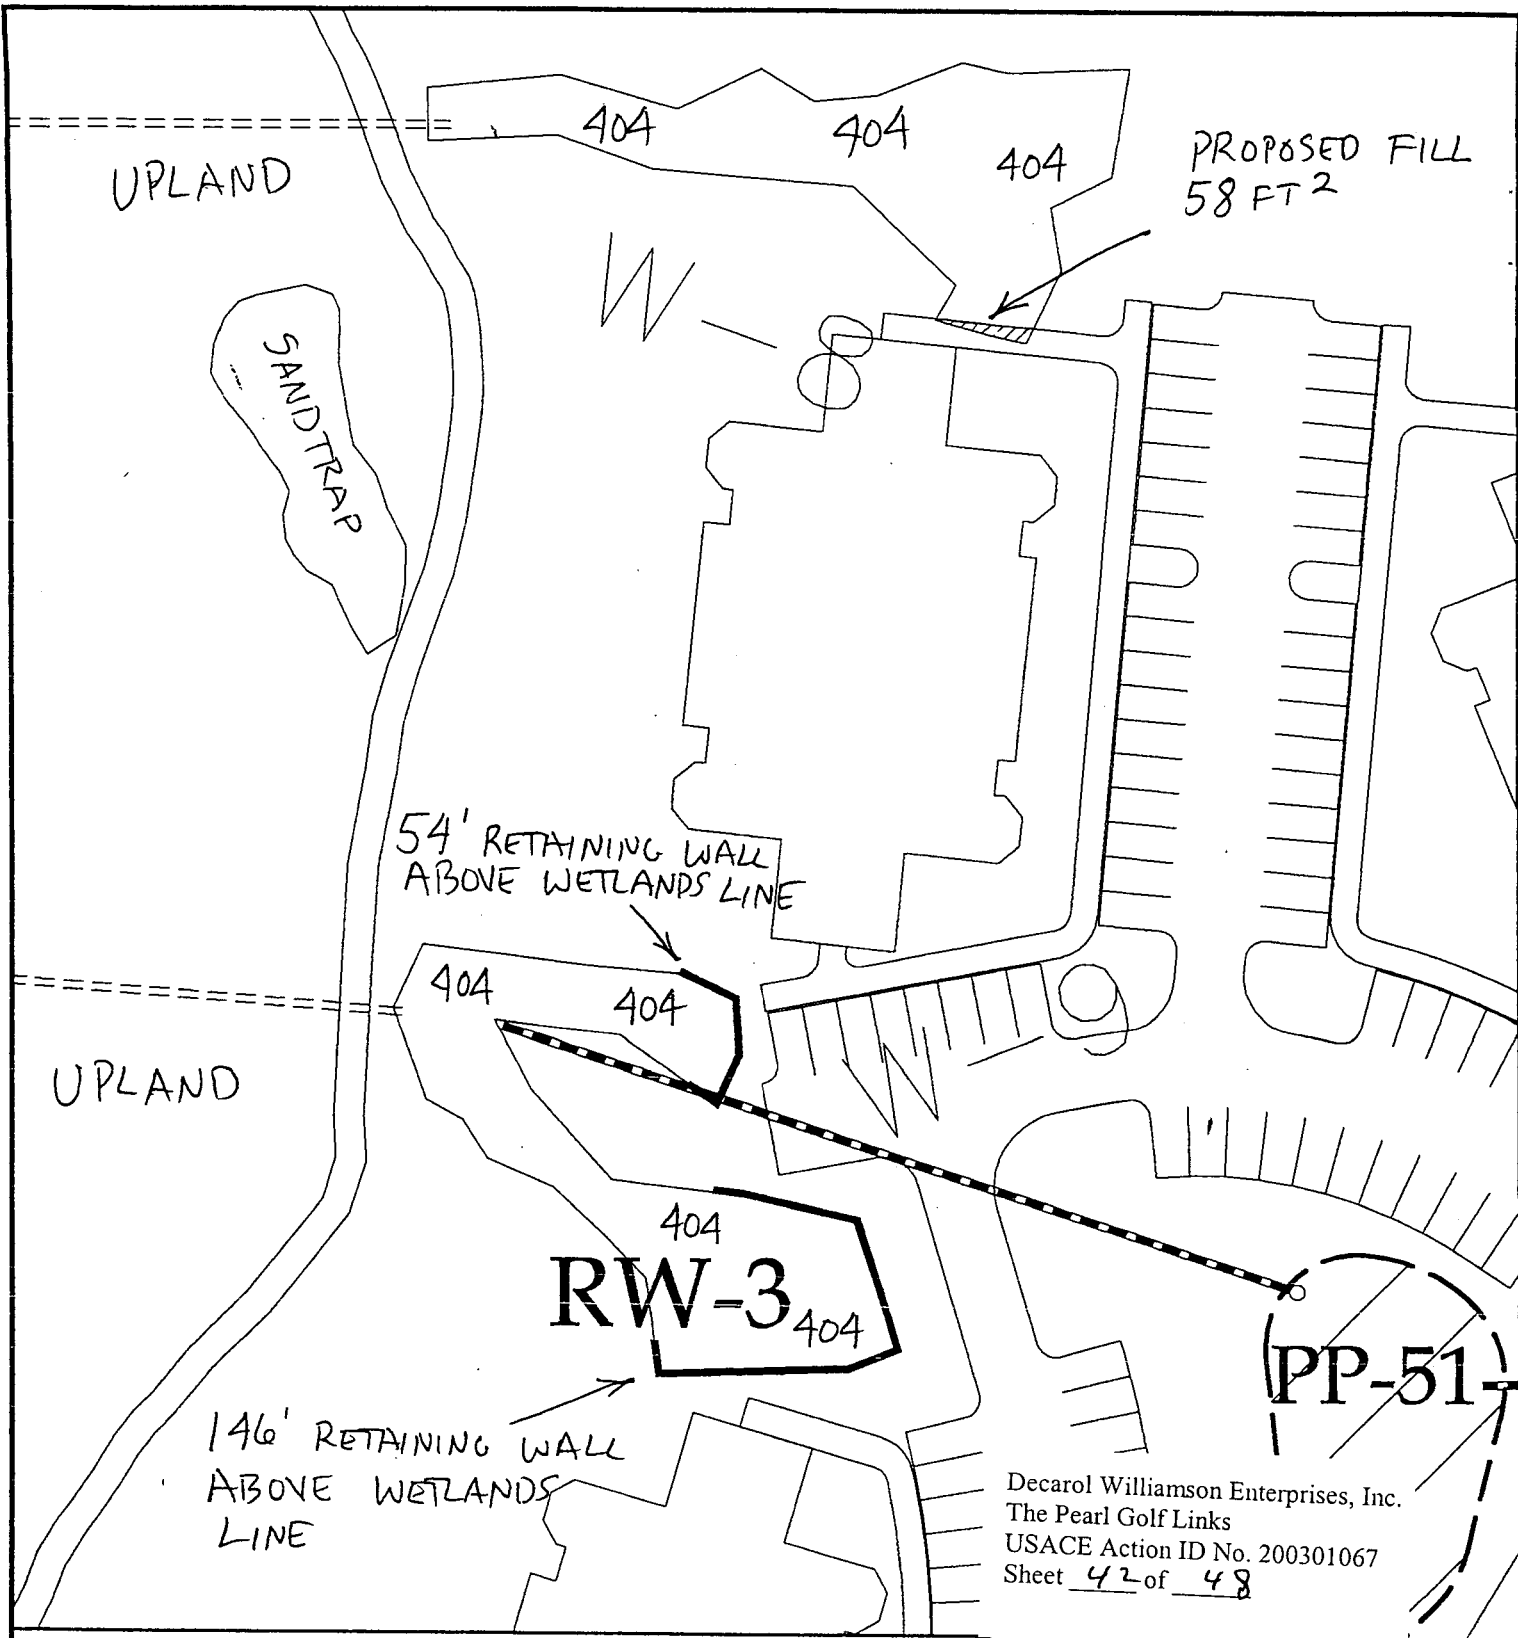 404
404
404
PROPOSED FILL
58 FT²
UPLAND
W
SANDTRAP
54' RETAINING WALL
ABOVE WETLANDS LINE
404
404
W
UPLAND
404
RW-3
404
PP-51
146' RETAINING WALL
ABOVE WETLANDS
LINE
Decarol Williamson Enterprises, Inc.
The Pearl Golf Links
USACE Action ID No. 200301067
Sheet 42 of 48